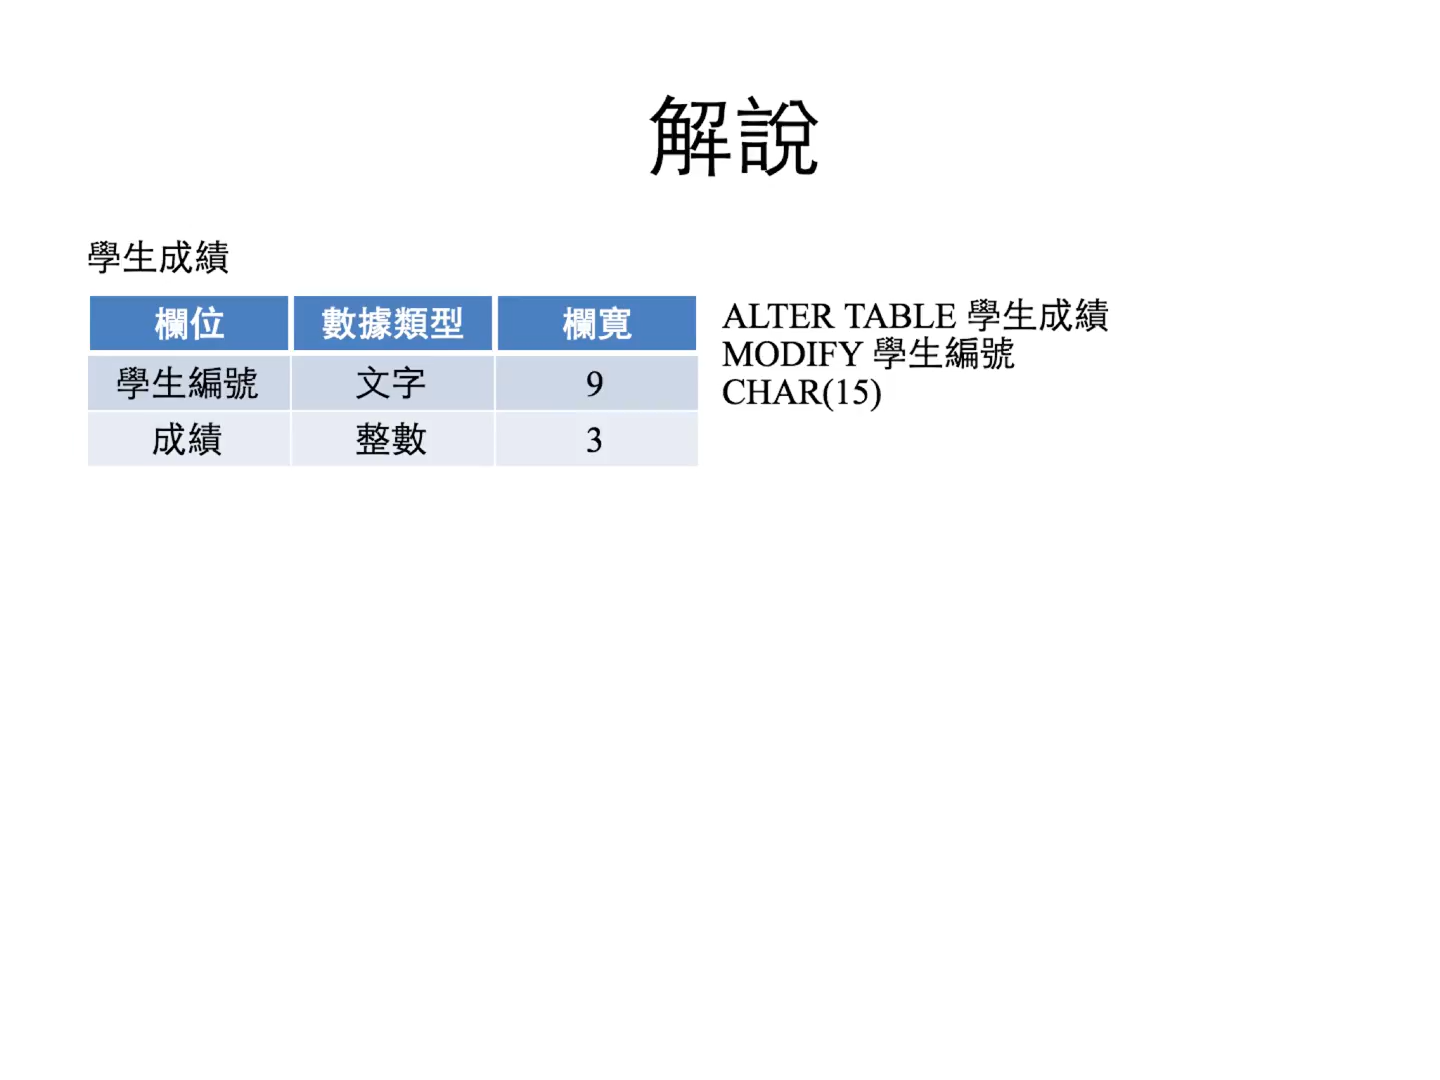 解說
學生成績
欄位 數據類型 欄寬
學生編號 文字 9
成績 整數 3
ALTER TABLE 學生成績
MODIFY 學生編號
CHAR(15)